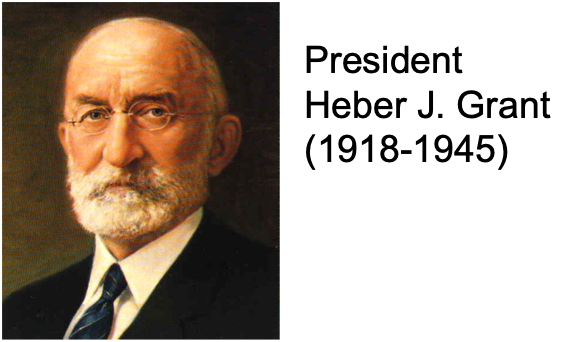 President
Heber J. Grant
(1918-1945)